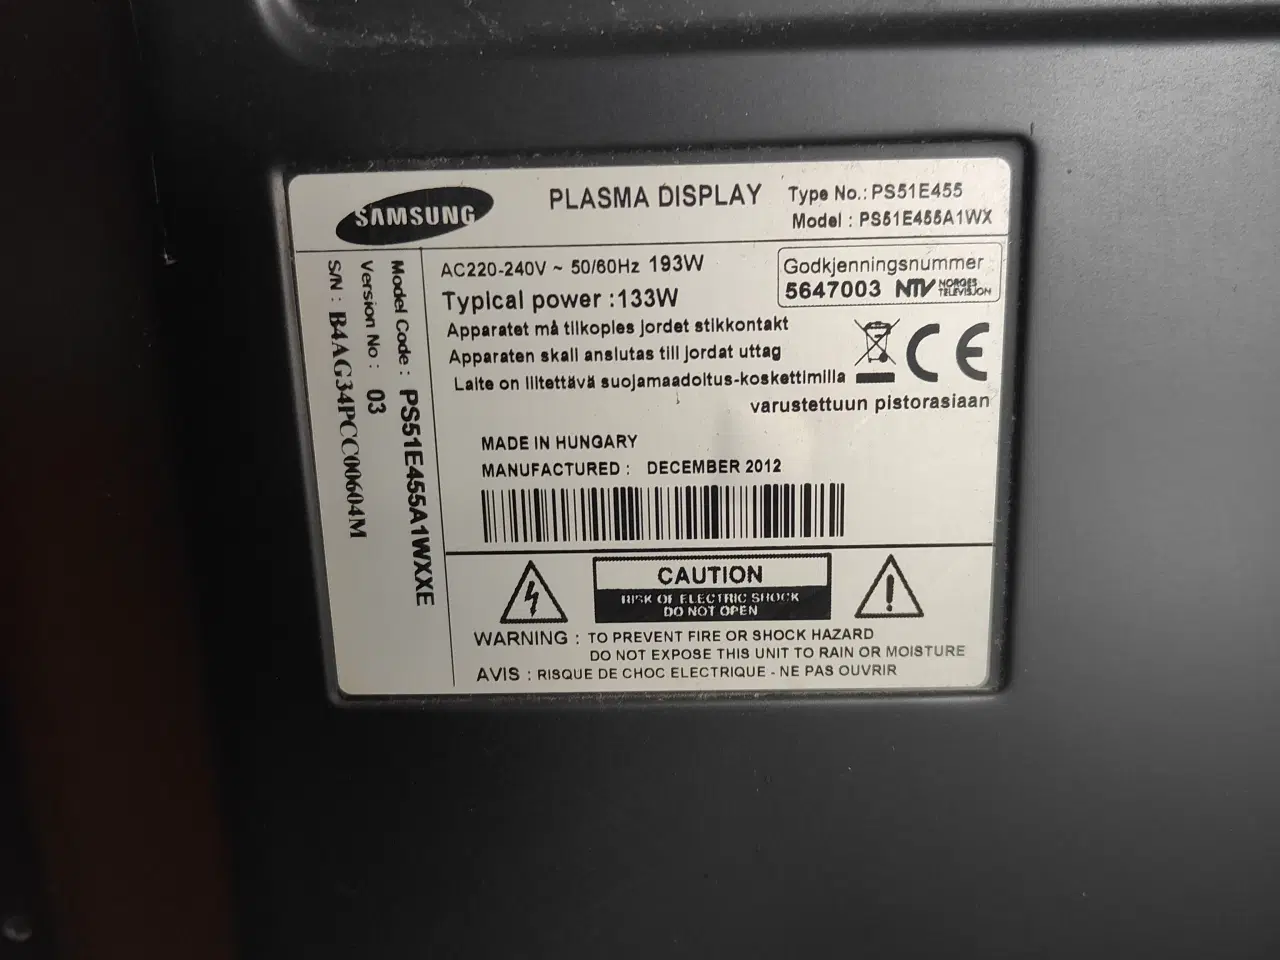 SAMSUNG
PLASMA DISPLAY
Type No.: PS51E455
Model : PS51E455A1WX
AC220-240V ~ 50/60Hz 193W
Typical power :133W
Godkjenningsnummer
5647003 NTV NORGES TELEVISJON
Apparatet må tilkoples jordet stikkontakt
Apparaten skall anslutas till jordat uttag
Laite on liitettävä suojamaadoitus-koskettimilla
varustettuun pistorasiaan
CE
MADE IN HUNGARY
MANUFACTURED : DECEMBER 2012
Model Code : PS51E455A1WXXE
Version No : 03
S/N : B4AG34PCC00604M
CAUTION
RISK OF ELECTRIC SHOCK
DO NOT OPEN
WARNING : TO PREVENT FIRE OR SHOCK HAZARD
DO NOT EXPOSE THIS UNIT TO RAIN OR MOISTURE
AVIS : RISQUE DE CHOC ELECTRIQUE - NE PAS OUVRIR